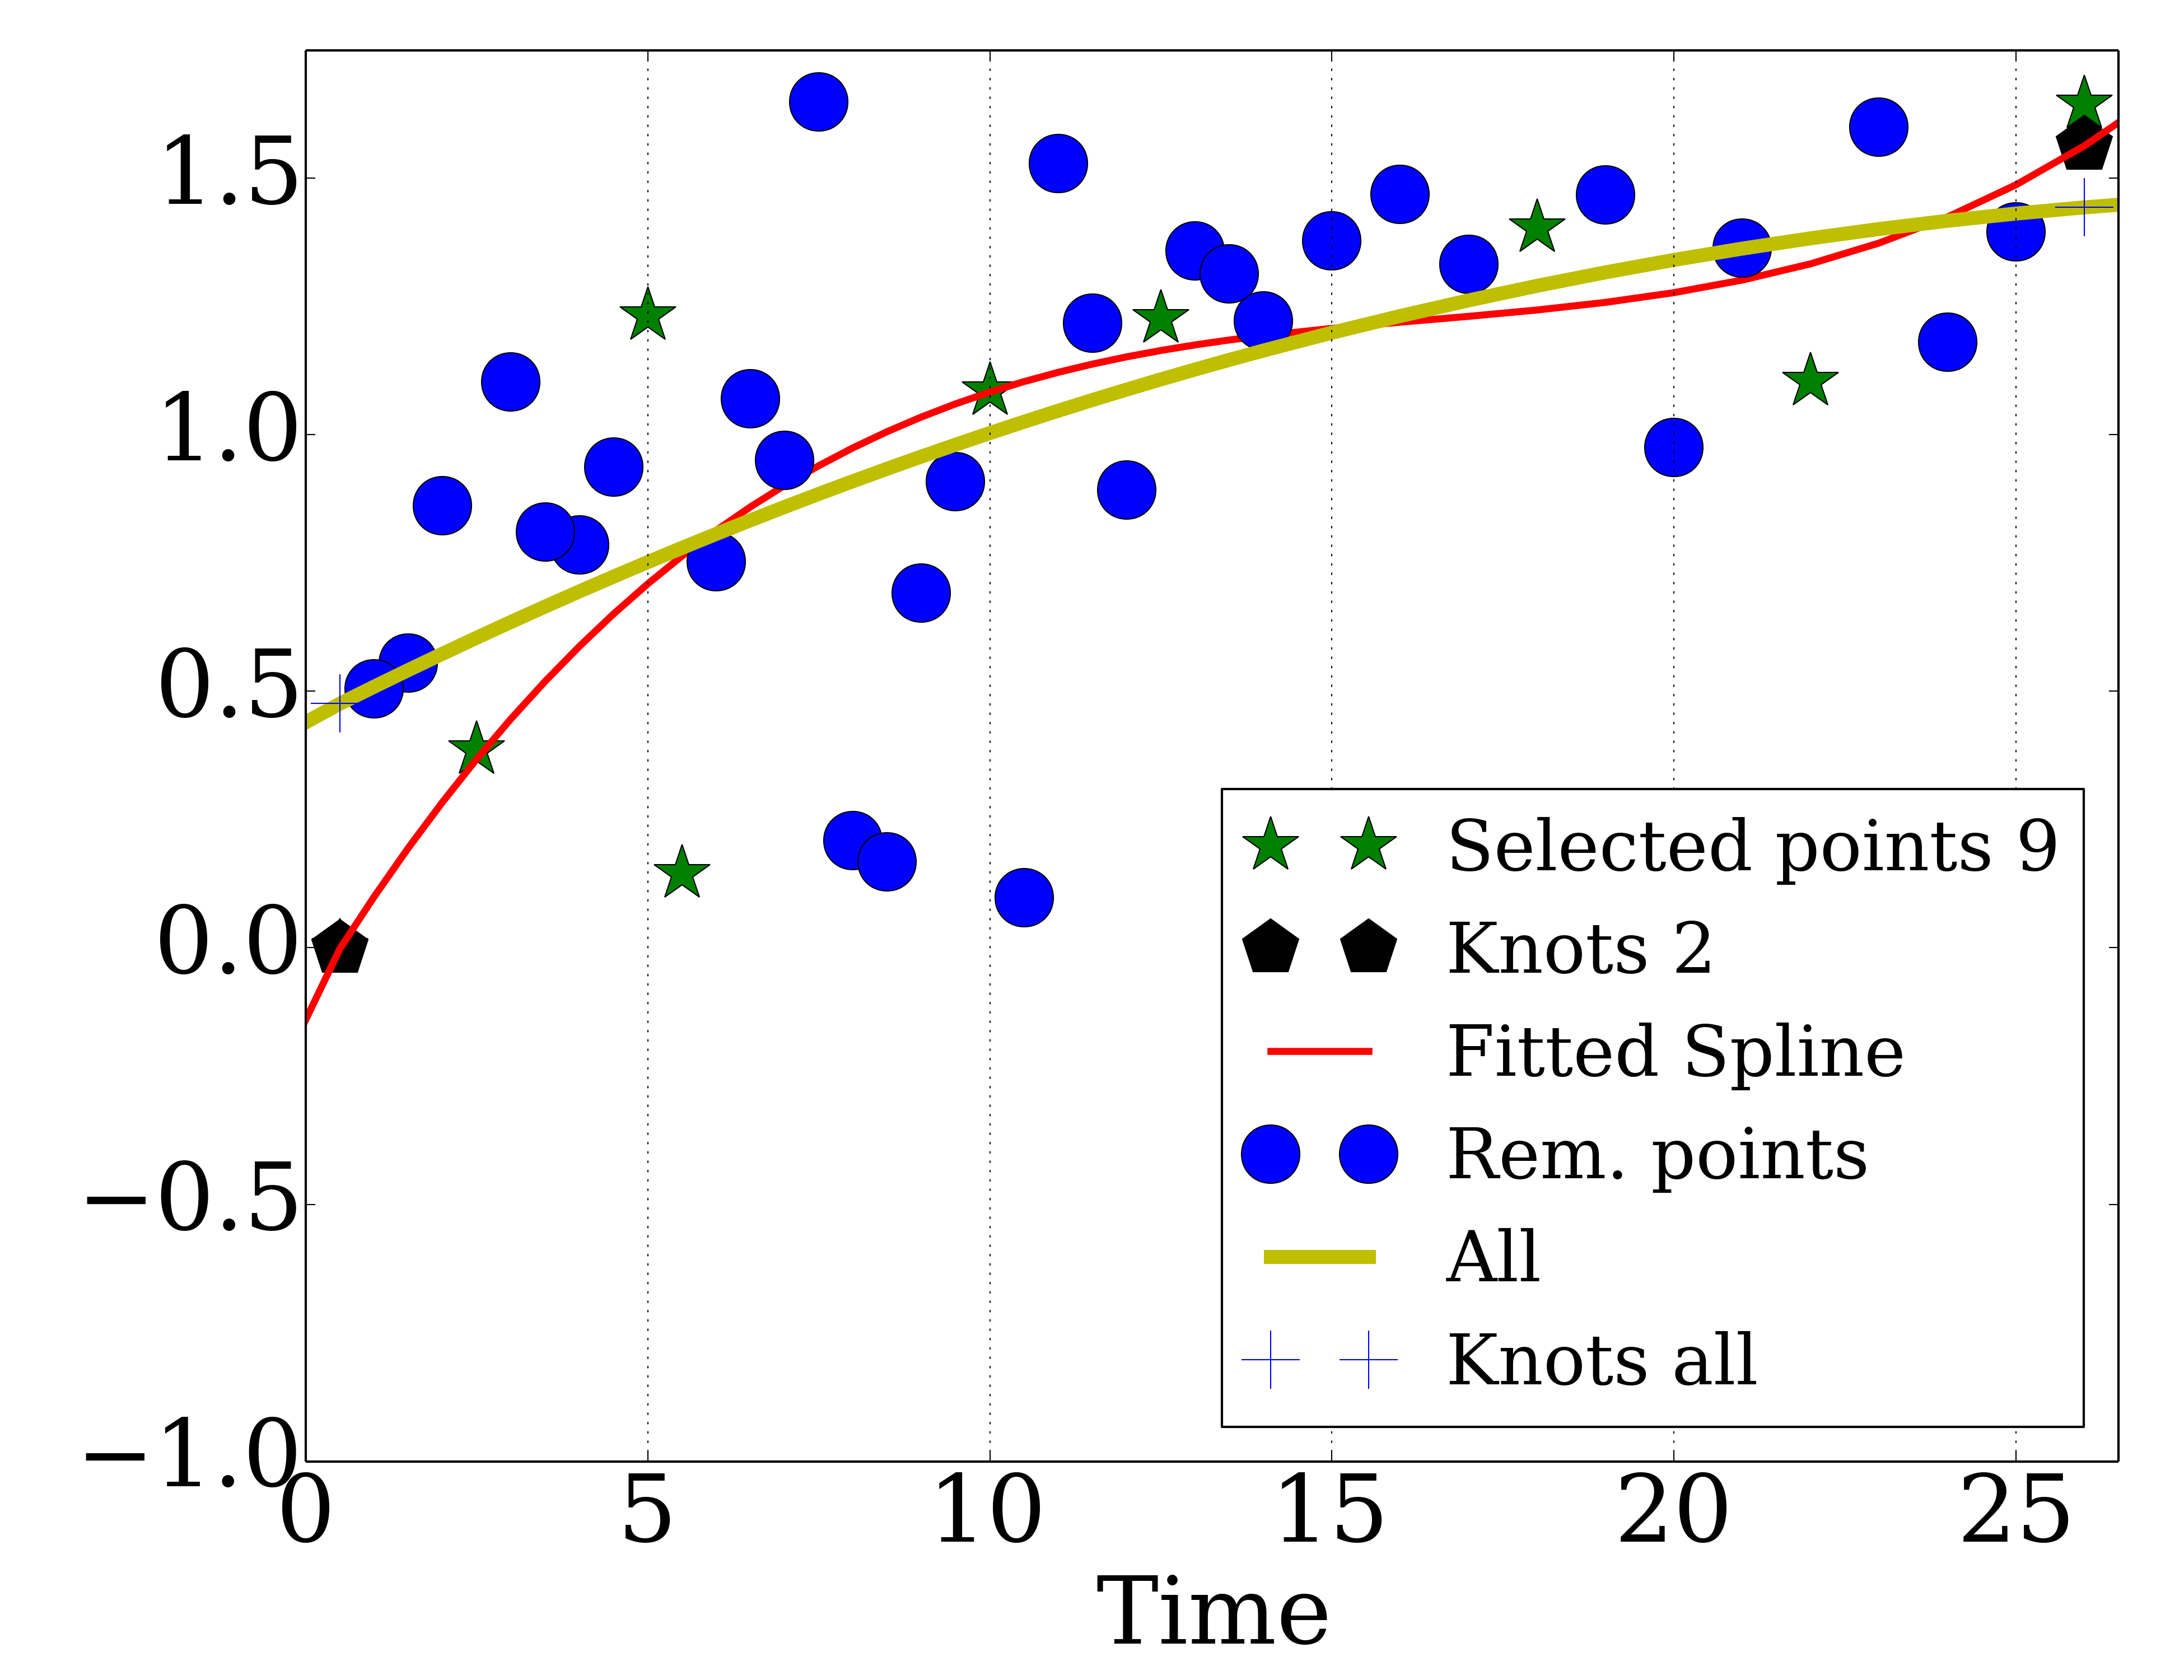 1.5
1.0
0.5
0.0
−0.5
−1.0
0 5 10 15 20 25
Time
Selected points 9
Knots 2
Fitted Spline
Rem. points
All
Knots all